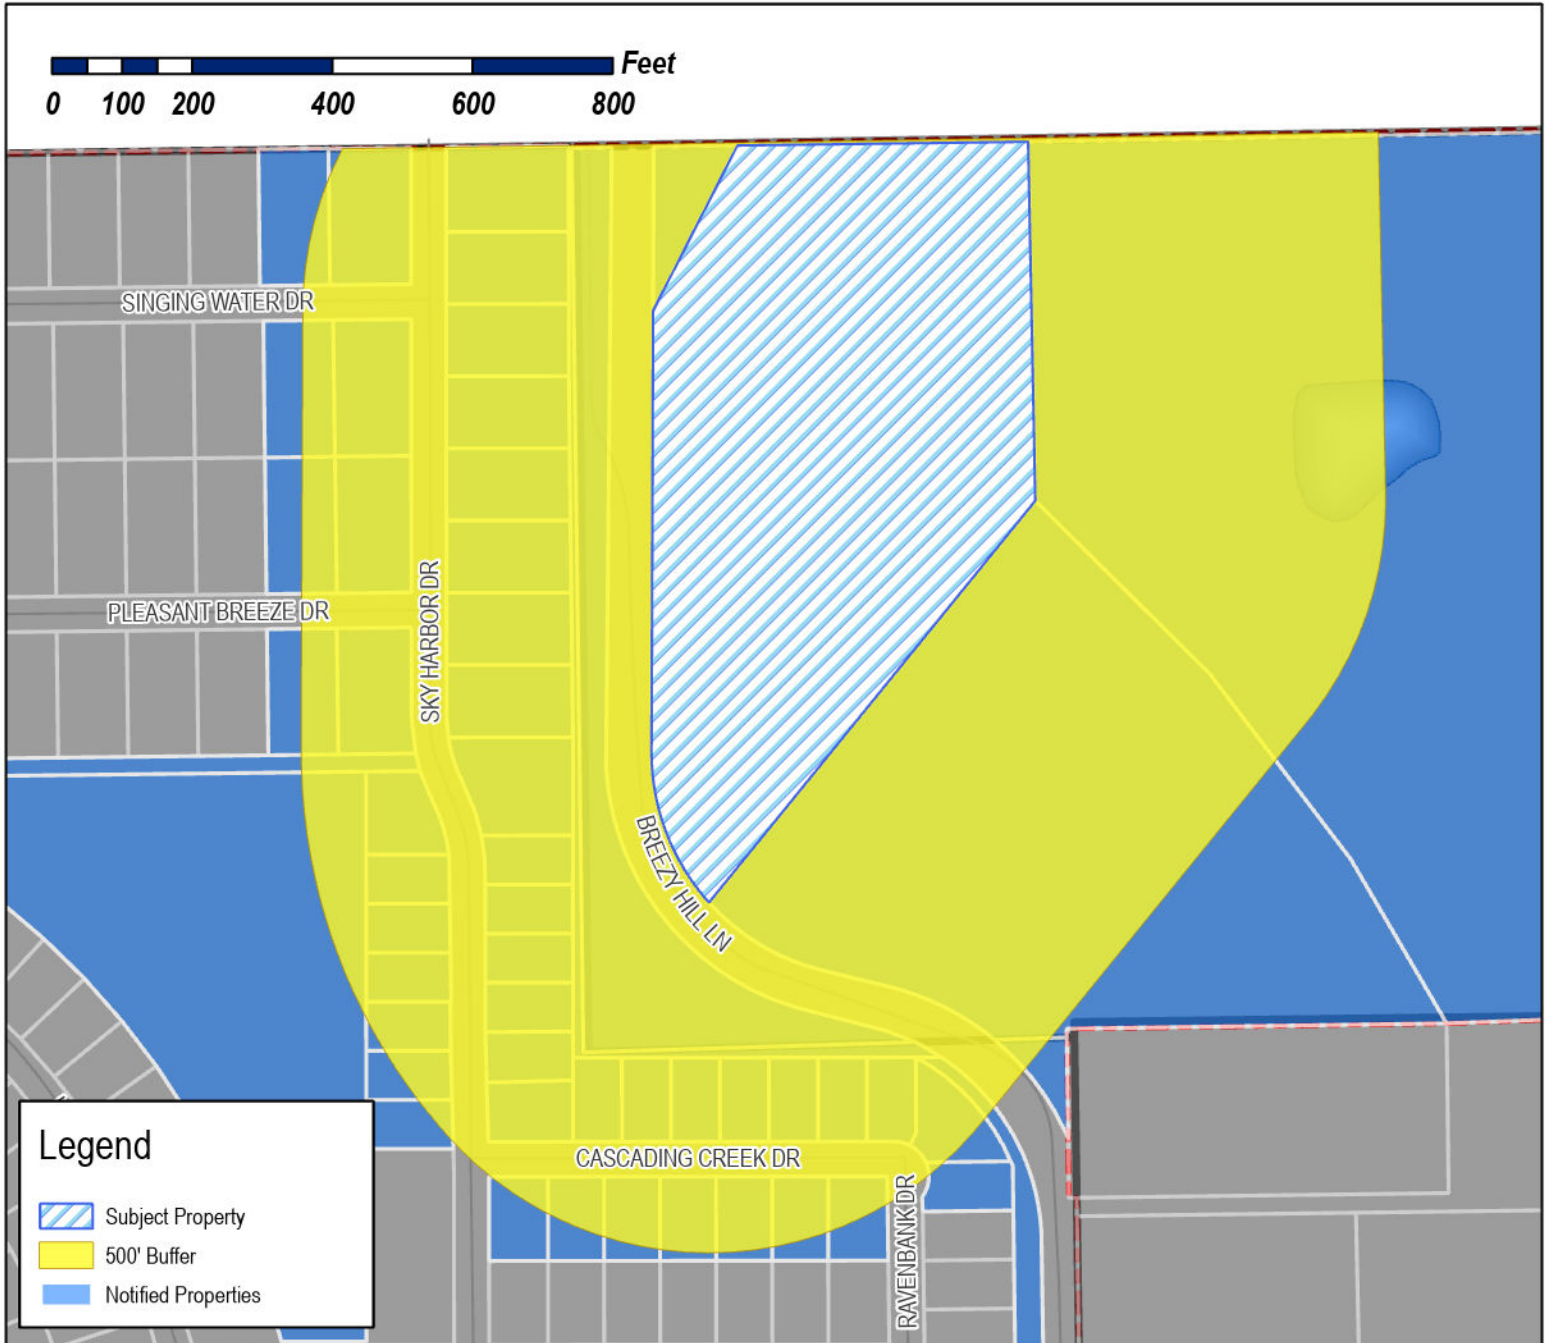 Feet
0 100 200 400 600 800
SINGING WATER DR
PLEASANT BREEZE DR
SKY HARBOR DR
BREEZY HILL LN
CASCADING CREEK DR
RAVENBANK DR
Legend
Subject Property
500' Buffer
Notified Properties